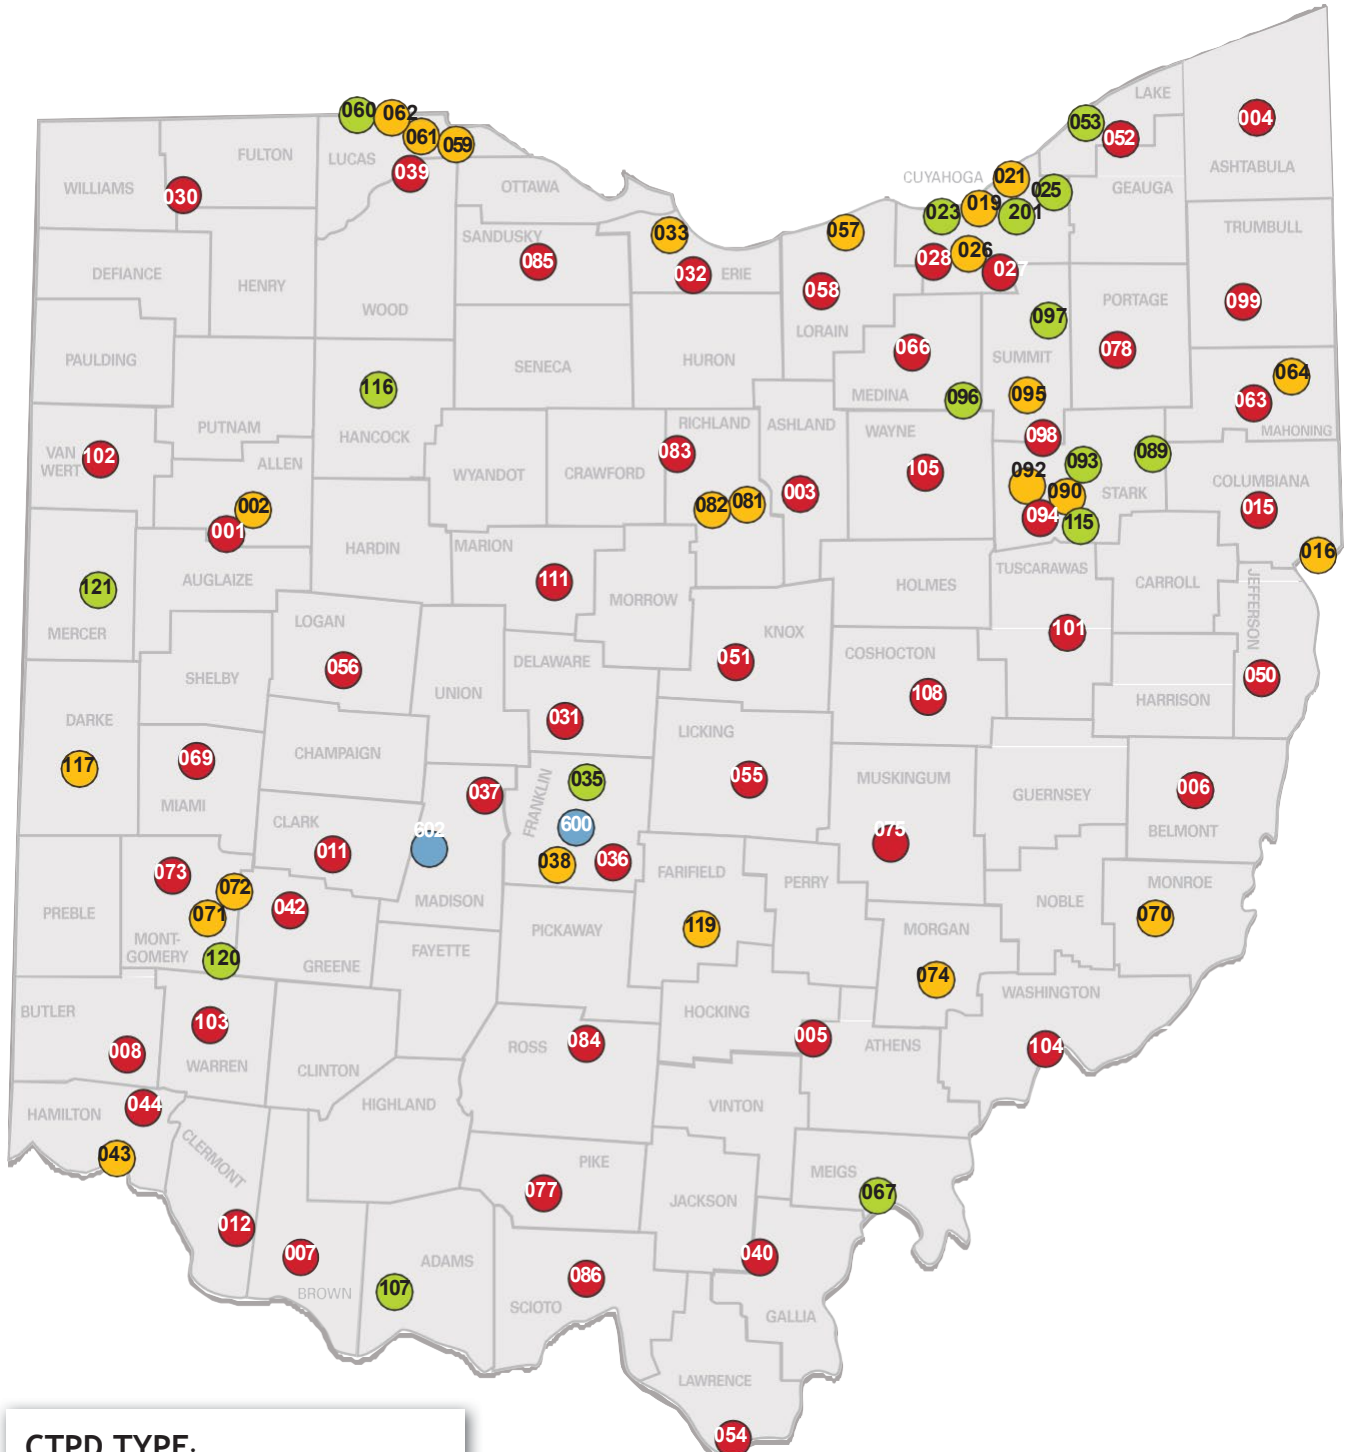 LAKE
053
052
004
ASHTABULA
060
062
061
059
039
FULTON
LUCAS
WILLIAMS
030
OTTAWA
CUYAHOGA
021
025
GEAUGA
023
019
201
TRUMBULL
033
057
SANDUSKY
085
032
ERIE
028
026
027
DEFIANCE
HENRY
WOOD
058
LORAIN
PORTAGE
099
097
078
PAULDING
SENECA
HURON
066
SUMMIT
064
116
MEDINA
096
095
063
MAHONING
PUTNAM
HANCOCK
RICHLAND
ASHLAND
WAYNE
098
083
VAN
WERT
102
ALLEN
WYANDOT
CRAWFORD
105
092
093
089
002
082
081
003
090
STARK
COLUMBIANA
001
094
115
015
HARDIN
MARION
016
AUGLAIZE
111
HOLMES
TUSCARAWAS
CARROLL
JEFFERSON
121
MORROW
MERCER
LOGAN
KNOX
101
056
DELAWARE
051
COSHOCTON
SHELBY
UNION
108
050
HARRISON
DARKE
031
LICKING
117
069
CHAMPAIGN
035
055
MUSKINGUM
GUERNSEY
006
MIAMI
037
FRANKLIN
CLARK
602
600
075
BELMONT
011
038
036
073
FARIFIELD
PERRY
MONROE
072
042
MADISON
NOBLE
PREBLE
071
PICKAWAY
119
MORGAN
070
MONT-
GOMERY
120
GREENE
FAYETTE
074
WASHINGTON
BUTLER
HOCKING
103
084
005
ATHENS
104
008
WARREN
CLINTON
ROSS
HAMILTON
044
HIGHLAND
VINTON
043
CLERMONT
PIKE
MEIGS
077
JACKSON
067
012
007
ADAMS
040
BROWN
107
086
SCIOTO
GALLIA
LAWRENCE
054
CTPD TYPE: